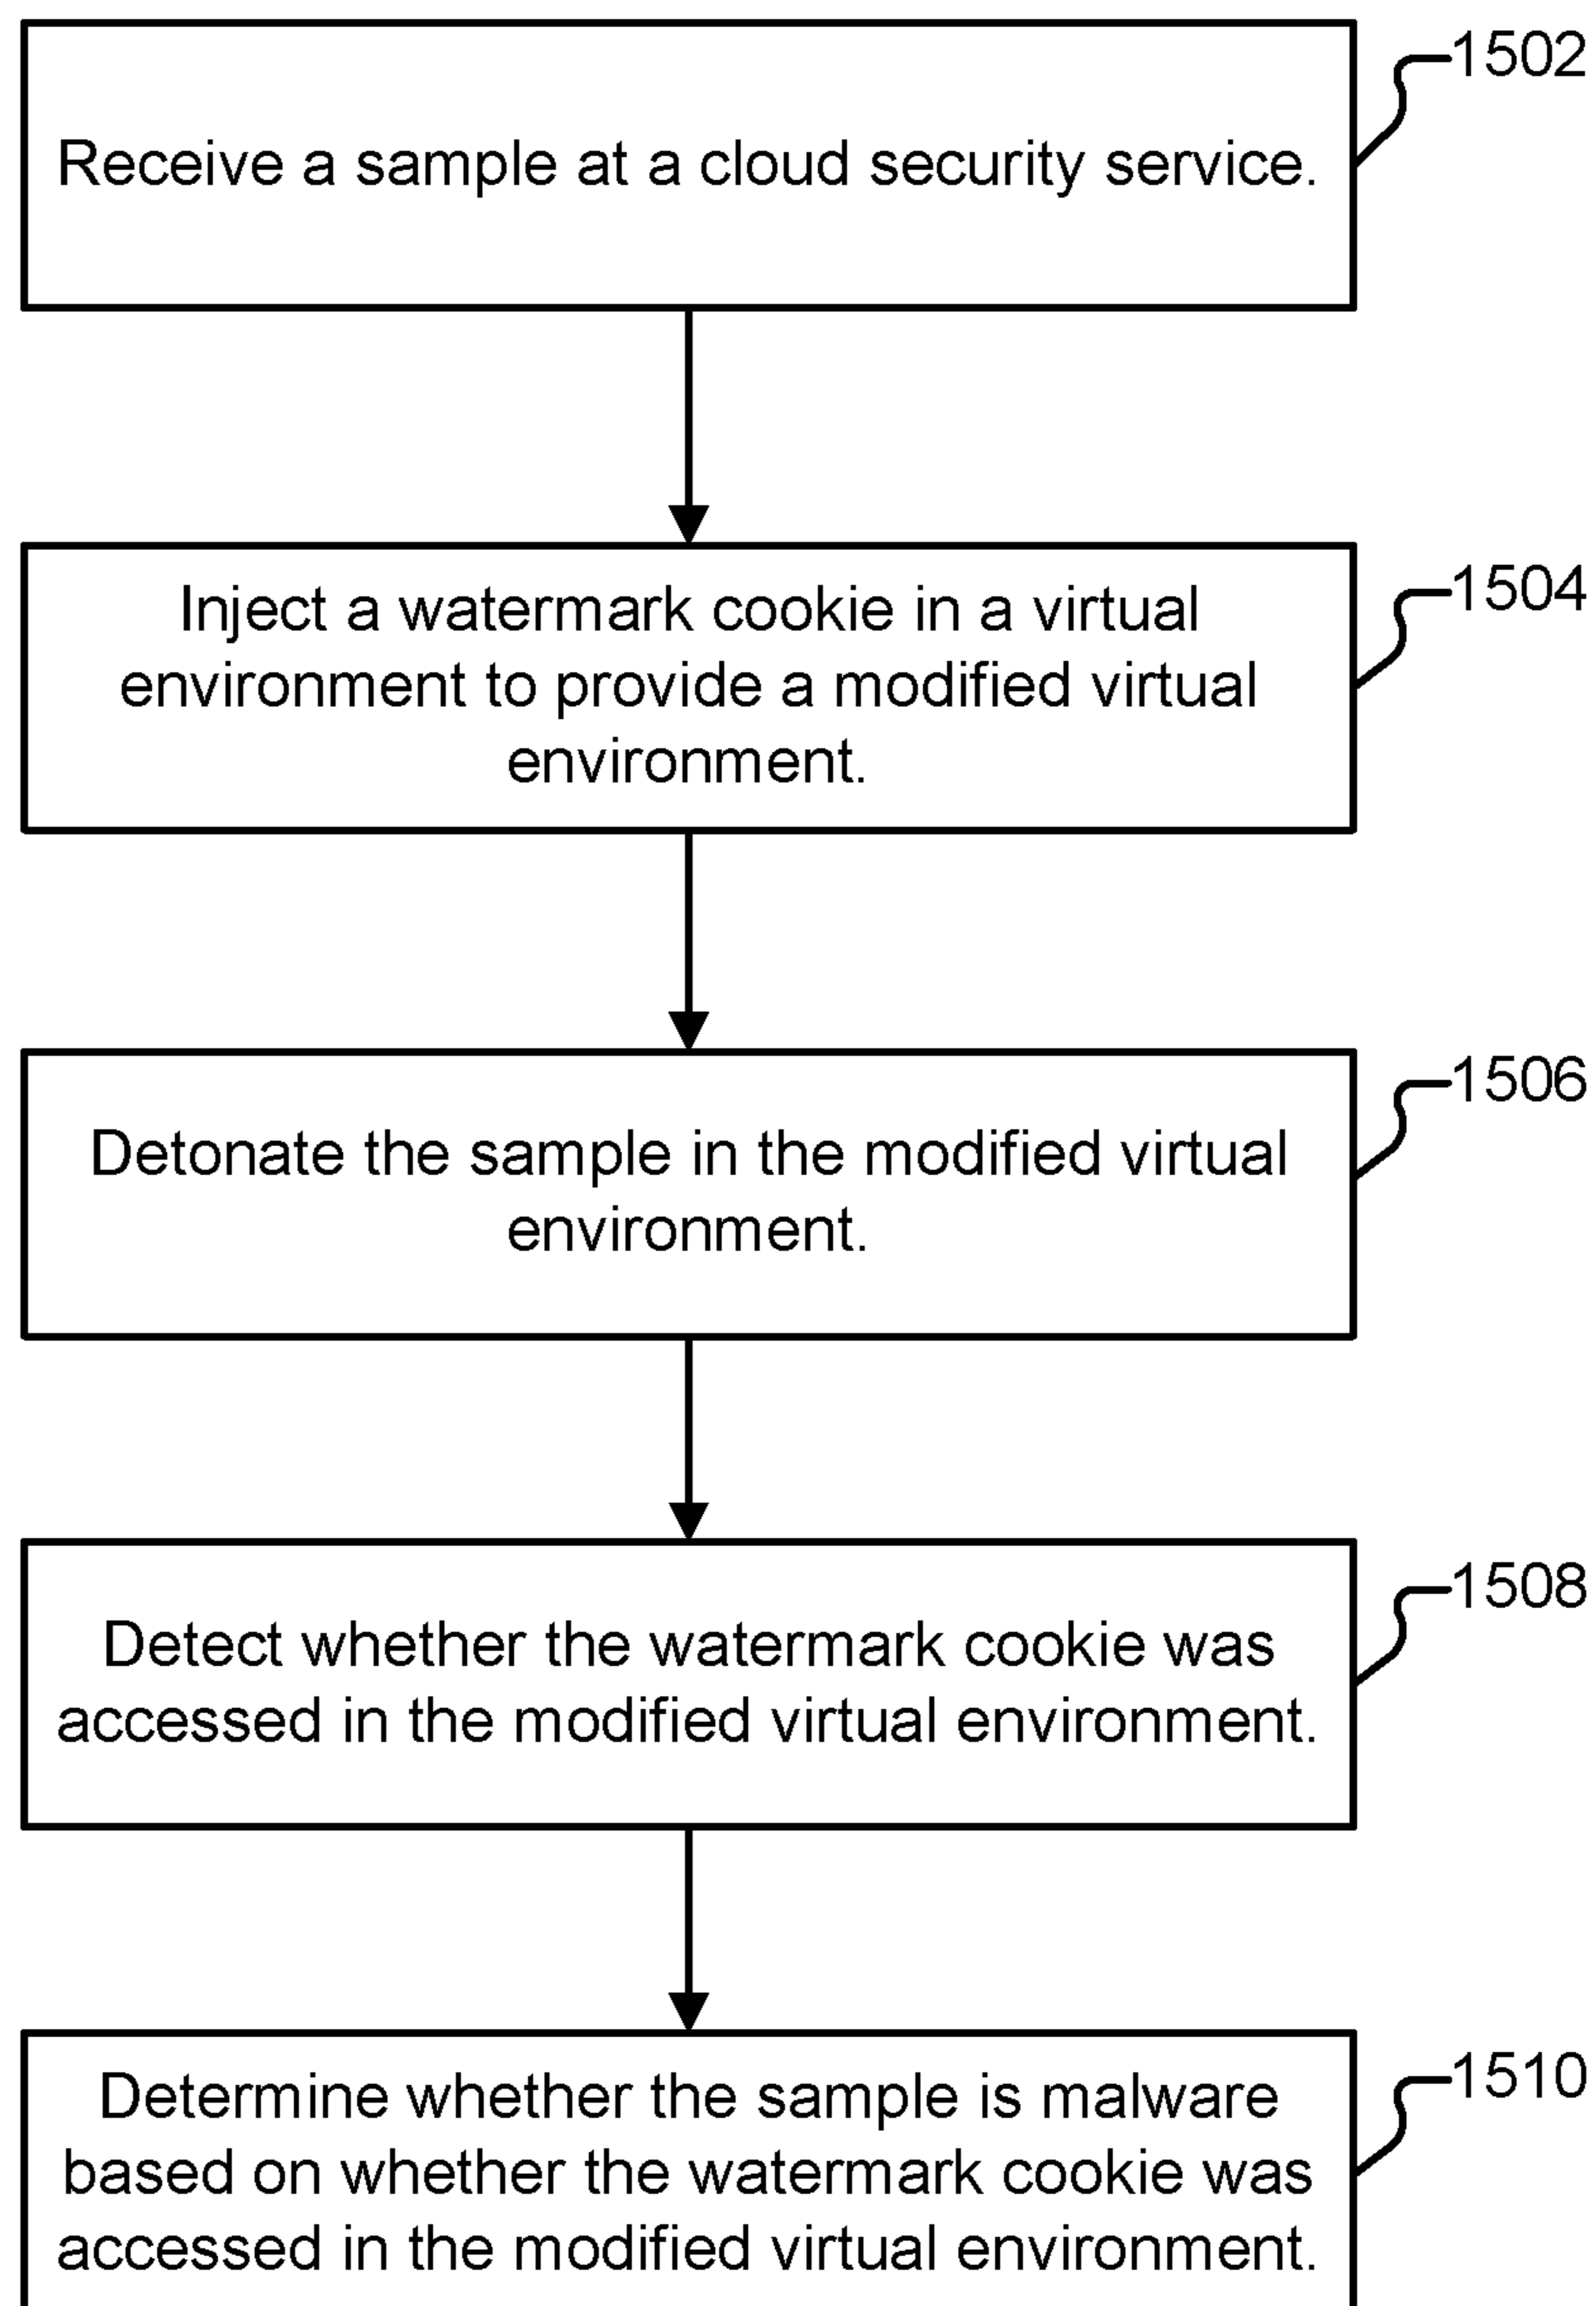 Receive a sample at a cloud security service.
1502
Inject a watermark cookie in a virtual
environment to provide a modified virtual
environment.
1504
Detonate the sample in the modified virtual
environment.
1506
Detect whether the watermark cookie was
accessed in the modified virtual environment.
1508
Determine whether the sample is malware
based on whether the watermark cookie was
accessed in the modified virtual environment.
1510